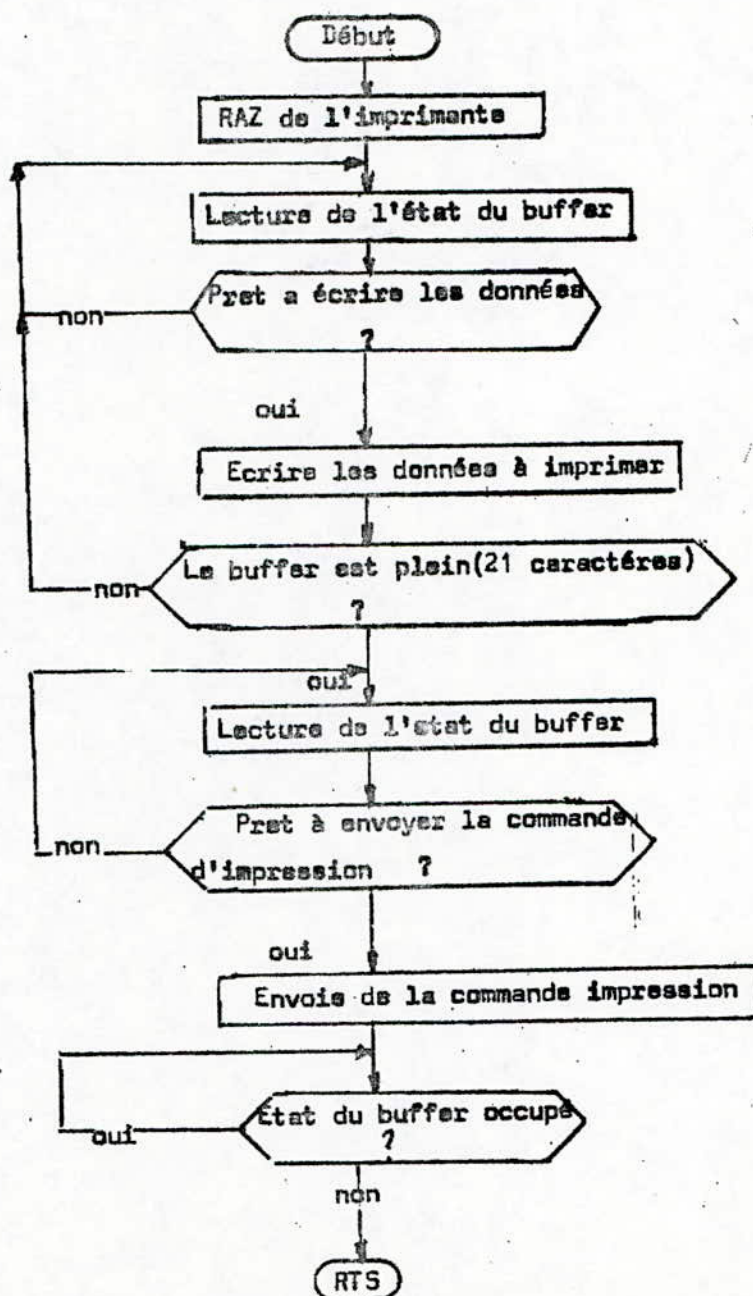 Début
RAZ de l'imprimante
Lecture de l'état du buffer
Pret a écrire les données
?
non
oui
Ecrire les données à imprimer
Le buffer est plein(21 caractéres)
non
?
oui
Lecture de l'etat du buffer
Pret à envoyer la commande
non
d'impression ?
oui
Envois de la commande impression
Etat du buffer occupé
oui
?
non
RTS